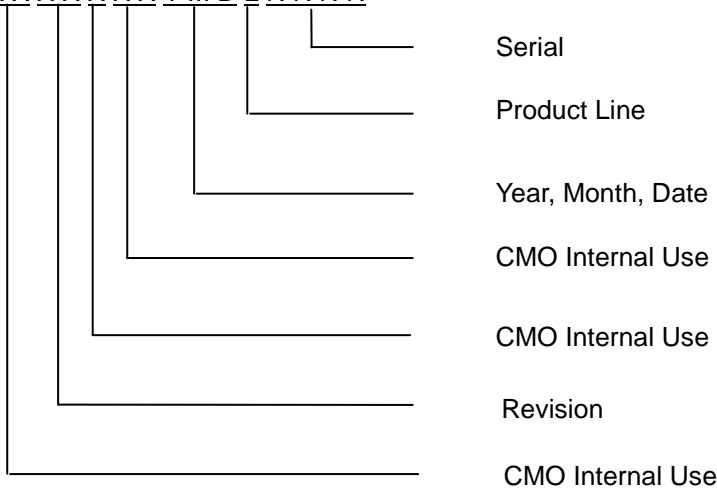 Serial
Product Line
Year, Month, Date
CMO Internal Use
CMO Internal Use
Revision
CMO Internal Use